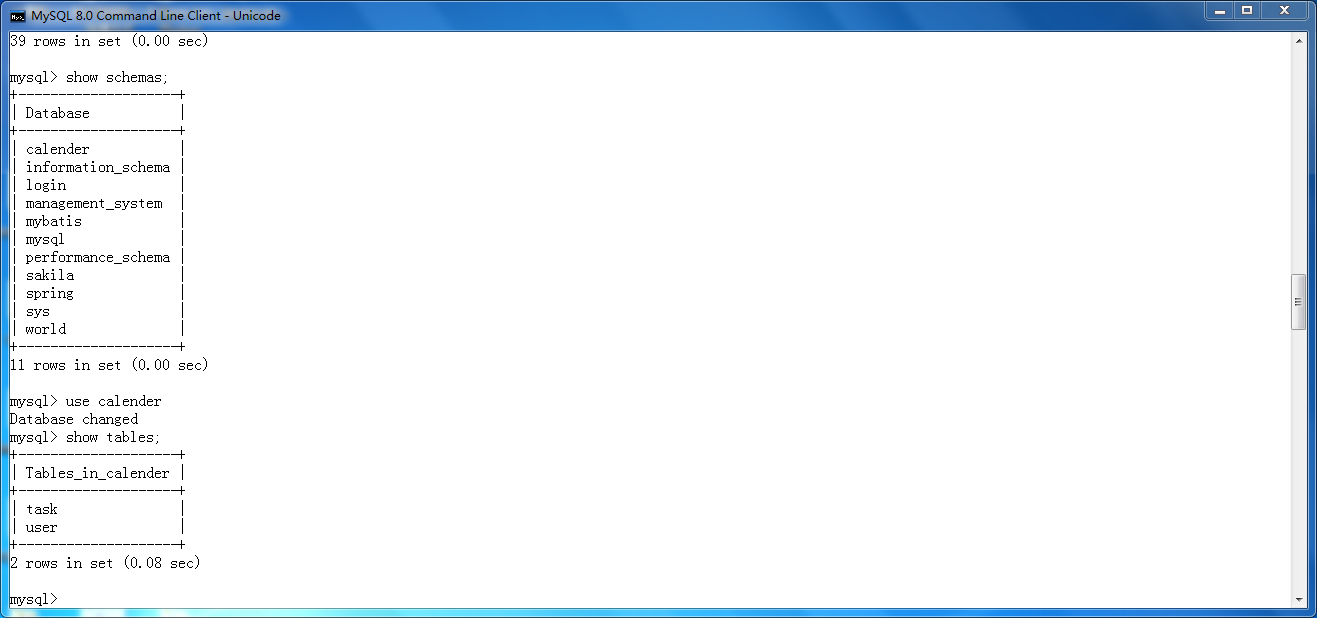 MySQL 8.0 Command Line Client - Unicode
39 rows in set (0.00 sec)
mysql> show schemas;
+--------------------+
| Database           |
+--------------------+
| calender           |
| information_schema |
| login              |
| management_system  |
| mybatis            |
| mysql              |
| performance_schema |
| sakila             |
| spring             |
| sys                |
| world              |
+--------------------+
11 rows in set (0.00 sec)
mysql> use calender
Database changed
mysql> show tables;
+--------------------+
| Tables_in_calender |
+--------------------+
| task               |
| user               |
+--------------------+
2 rows in set (0.08 sec)
mysql>